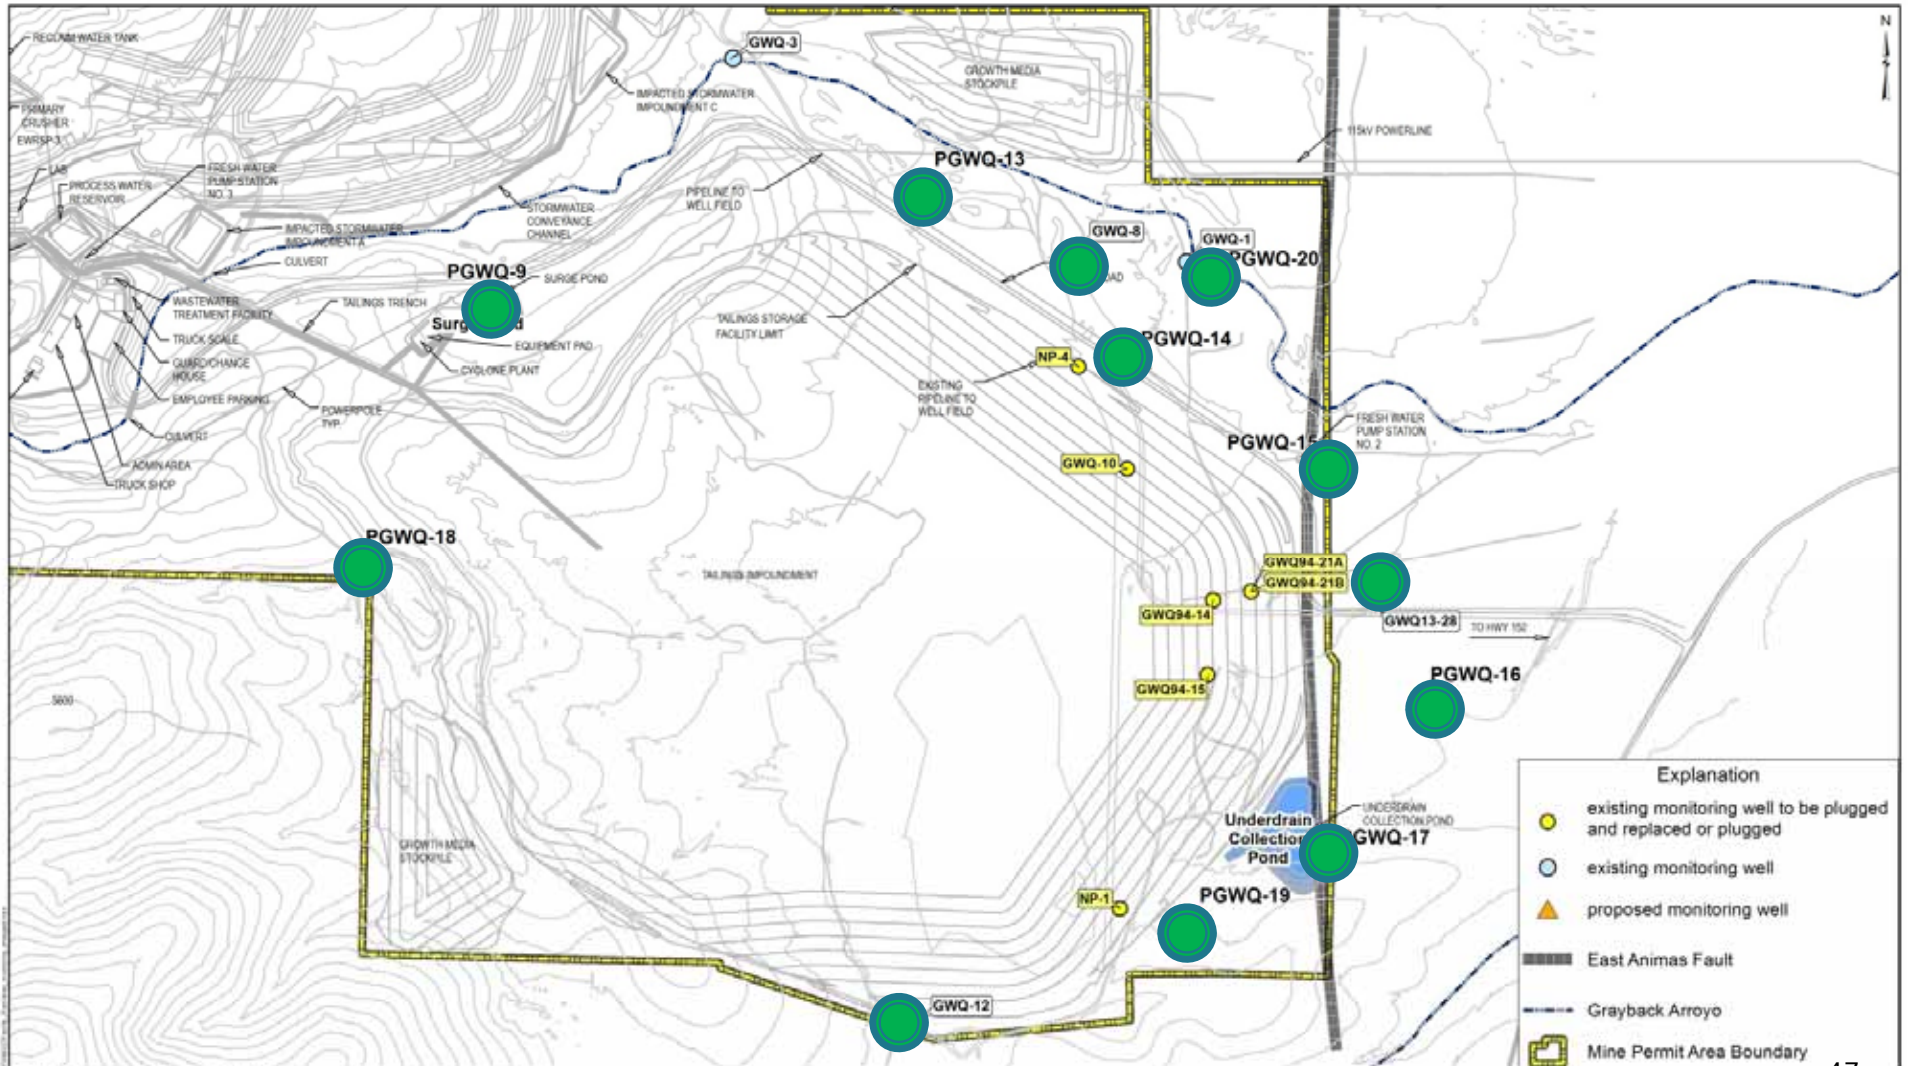 N
RECLAIM WATER TANK
GWQ-3
GROWTH MEDIA
STOCKPILE
IMPACTED STORMWATER
IMPOUNDMENT C
PRIMARY
CRUSHER
EWRSP-3
115kV POWERLINE
LAB
PROCESS WATER
RESERVOIR
FRESH WATER
PUMP STATION
NO. 3
PGWQ-13
PIPELINE TO
WELL FIELD
STORMWATER
CONVEYANCE
CHANNEL
IMPACTED STORMWATER
IMPOUNDMENT A
CULVERT
GWQ-8
GWQ-1
PGWQ-20
PGWQ-9
SURGE POND
WASTEWATER
TREATMENT FACILITY
TAILINGS TRENCH
TAILINGS STORAGE
FACILITY LIMIT
TRUCK SCALE
EQUIPMENT PAD
CYCLONE PLANT
GUARD/CHANGE
HOUSE
EMPLOYEE PARKING
POWERPOLE
TYP.
PGWQ-14
NP-4
EXISTING
PIPELINE TO
WELL FIELD
CULVERT
ADMIN AREA
TRUCK SHOP
FRESH WATER
PUMP STATION
NO. 2
PGWQ-15
GWQ-10
PGWQ-18
TAILINGS IMPOUNDMENT
GWQ94-21A
GWQ94-21B
GWQ94-14
GWQ13-28
TO HWY 152
GWQ94-15
PGWQ-16
5600
GROWTH MEDIA
STOCKPILE
Underdrain
Collection
Pond
UNDERDRAIN
COLLECTION POND
PGWQ-17
NP-1
PGWQ-19
GWQ-12
Explanation
existing monitoring well to be plugged
and replaced or plugged
existing monitoring well
proposed monitoring well
East Animas Fault
Grayback Arroyo
Mine Permit Area Boundary